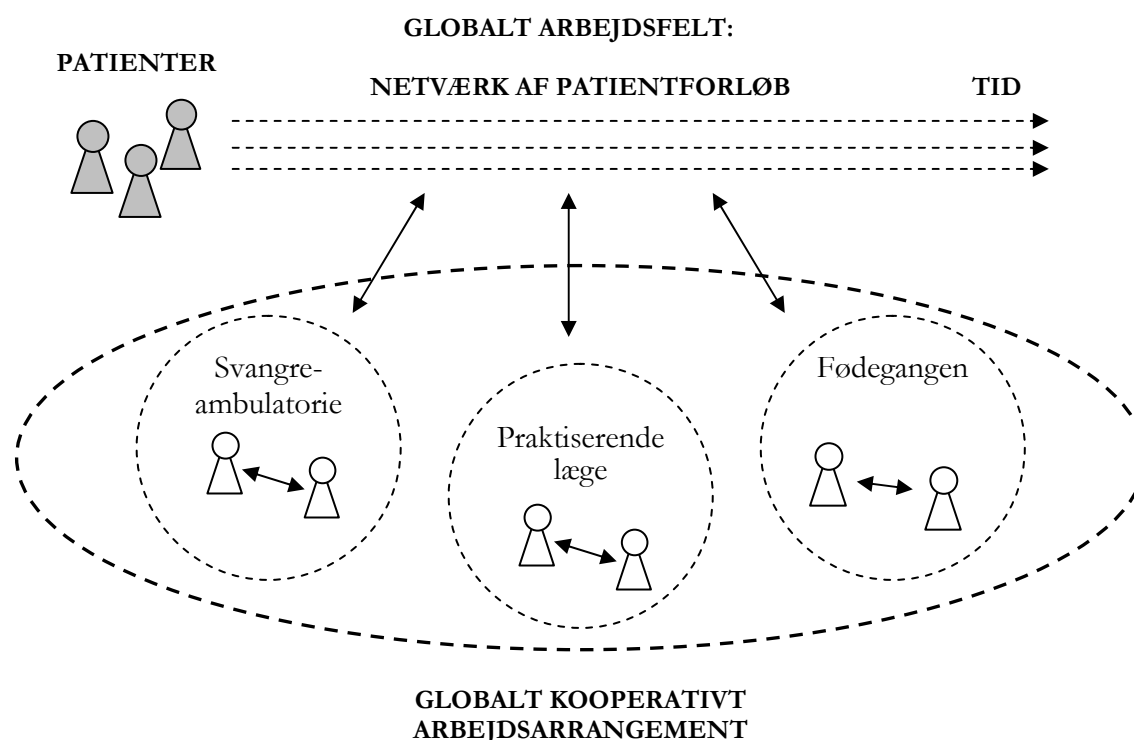 GLOBALT ARBEJDSFELT:
PATIENTER
NETVÆRK AF PATIENTFORLØB
TID
Svangre-
ambulatorie
Praktiserende
læge
Fødegangen
GLOBALT KOOPERATIVT
ARBEJDSARRANGEMENT